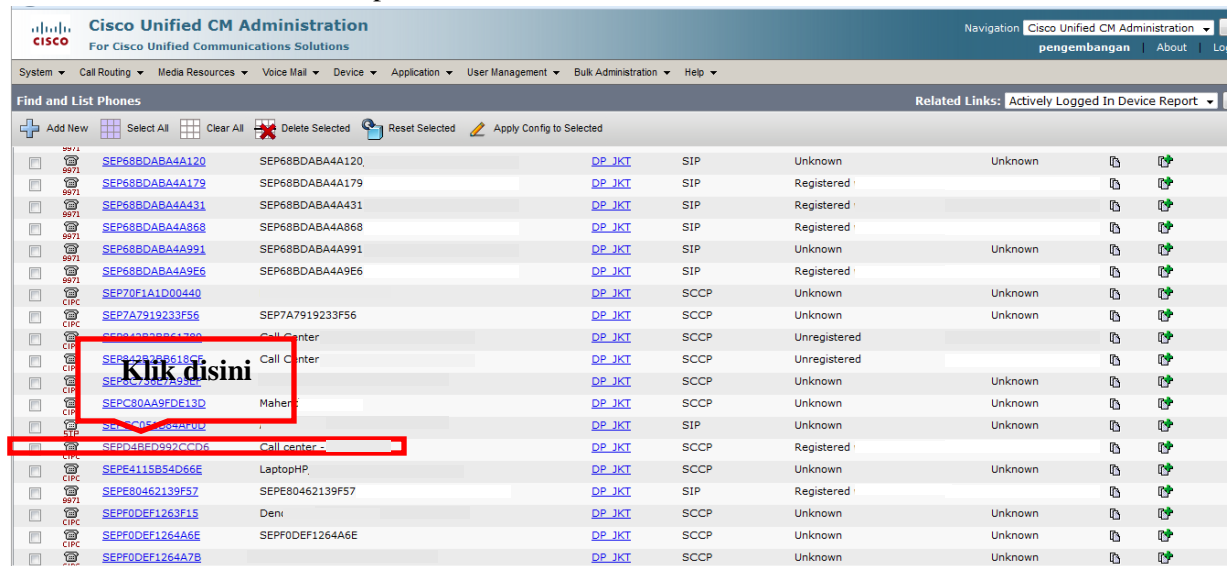 Cisco Unified CM Administration
For Cisco Unified Communications Solutions
Navigation Cisco Unified CM Administration
pengembangan About
cisco
System Call Routing Media Resources Voice Mail Device Application User Management Bulk Administration Help
Find and List Phones Related Links: Actively Logged In Device Report
Add New Select All Clear All Delete Selected Reset Selected Apply Config to Selected
9971
SEP68BDABA4A120 SEP68BDABA4A120 DP_JKT SIP Unknown Unknown
9971
SEP68BDABA4A179 SEP68BDABA4A179 DP_JKT SIP Registered
9971
SEP68BDABA4A431 SEP68BDABA4A431 DP_JKT SIP Registered
9971
SEP68BDABA4A868 SEP68BDABA4A868 DP_JKT SIP Registered
9971
SEP68BDABA4A991 SEP68BDABA4A991 DP_JKT SIP Unknown Unknown
9971
SEP68BDABA4A9E6 SEP68BDABA4A9E6 DP_JKT SIP Registered
9971
SEP70F1A1D00440 DP_JKT SCCP Unknown Unknown
CIPC
SEP7A7919233F56 SEP7A7919233F56 DP_JKT SCCP Unknown Unknown
CIPC
Call Center DP_JKT SCCP Unregistered
SEP842B2BB618CF Call Center DP_JKT SCCP Unregistered
Klik disini
DP_JKT SCCP Unknown Unknown
SEPC80AA9FDE13D DP_JKT SCCP Unknown Unknown
DP_JKT SIP Unknown Unknown
STP
SEPD4BED992CCD6 Call center - DP_JKT SCCP Registered
CIPC
SEPE4115B54D66E LaptopHP DP_JKT SCCP Unknown Unknown
CIPC
SEPE80462139F57 SEPE80462139F57 DP_JKT SIP Registered
9971
SEPF0DEF1263F15 DP_JKT SCCP Unknown Unknown
CIPC
SEPF0DEF1264A6E SEPF0DEF1264A6E DP_JKT SCCP Unknown Unknown
CIPC
SEPF0DEF1264A7B DP_JKT SCCP Unknown Unknown